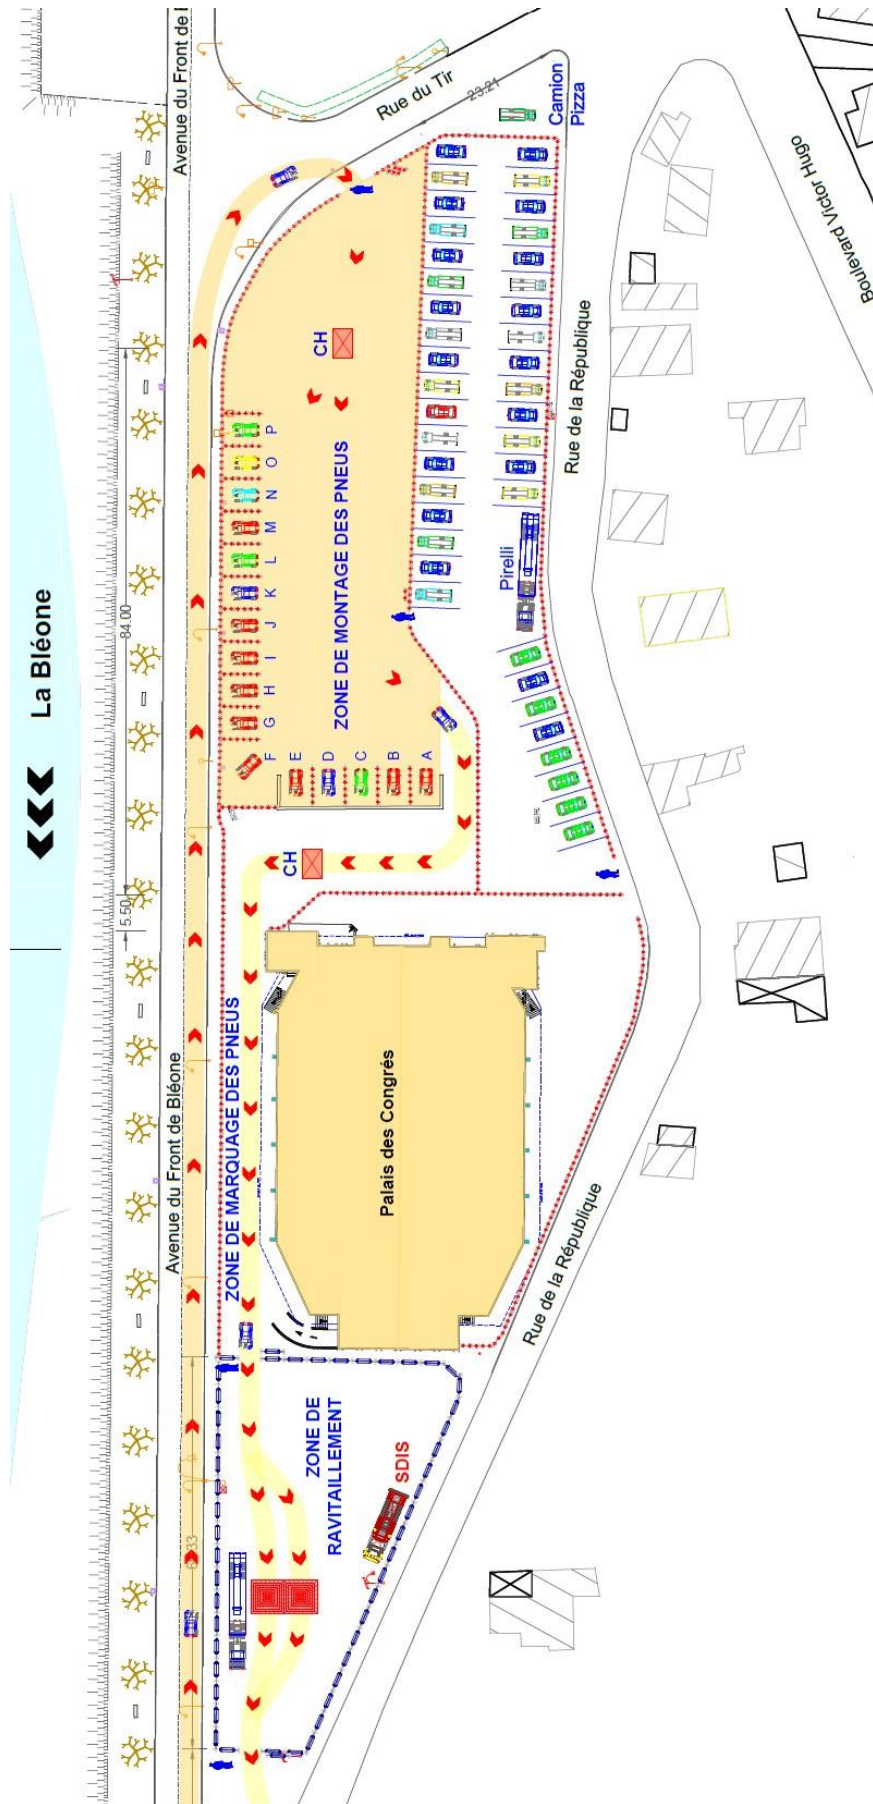 Avenue du Front de B
Rue du Tir
23.21
Camion
Pizza
Boulevard Victor Hugo
Rue de la République
CH
P
O
N
M
L
K
J
I
H
G
F
E
D
C
B
A
ZONE DE MONTAGE DES PNEUS
Pirelli
La Bléone
84.00
5.50
CH
ZONE DE MARQUAGE DES PNEUS
Avenue du Front de Bléone
Palais des Congrés
Rue de la République
ZONE DE
RAVITAILLEMENT
SDIS